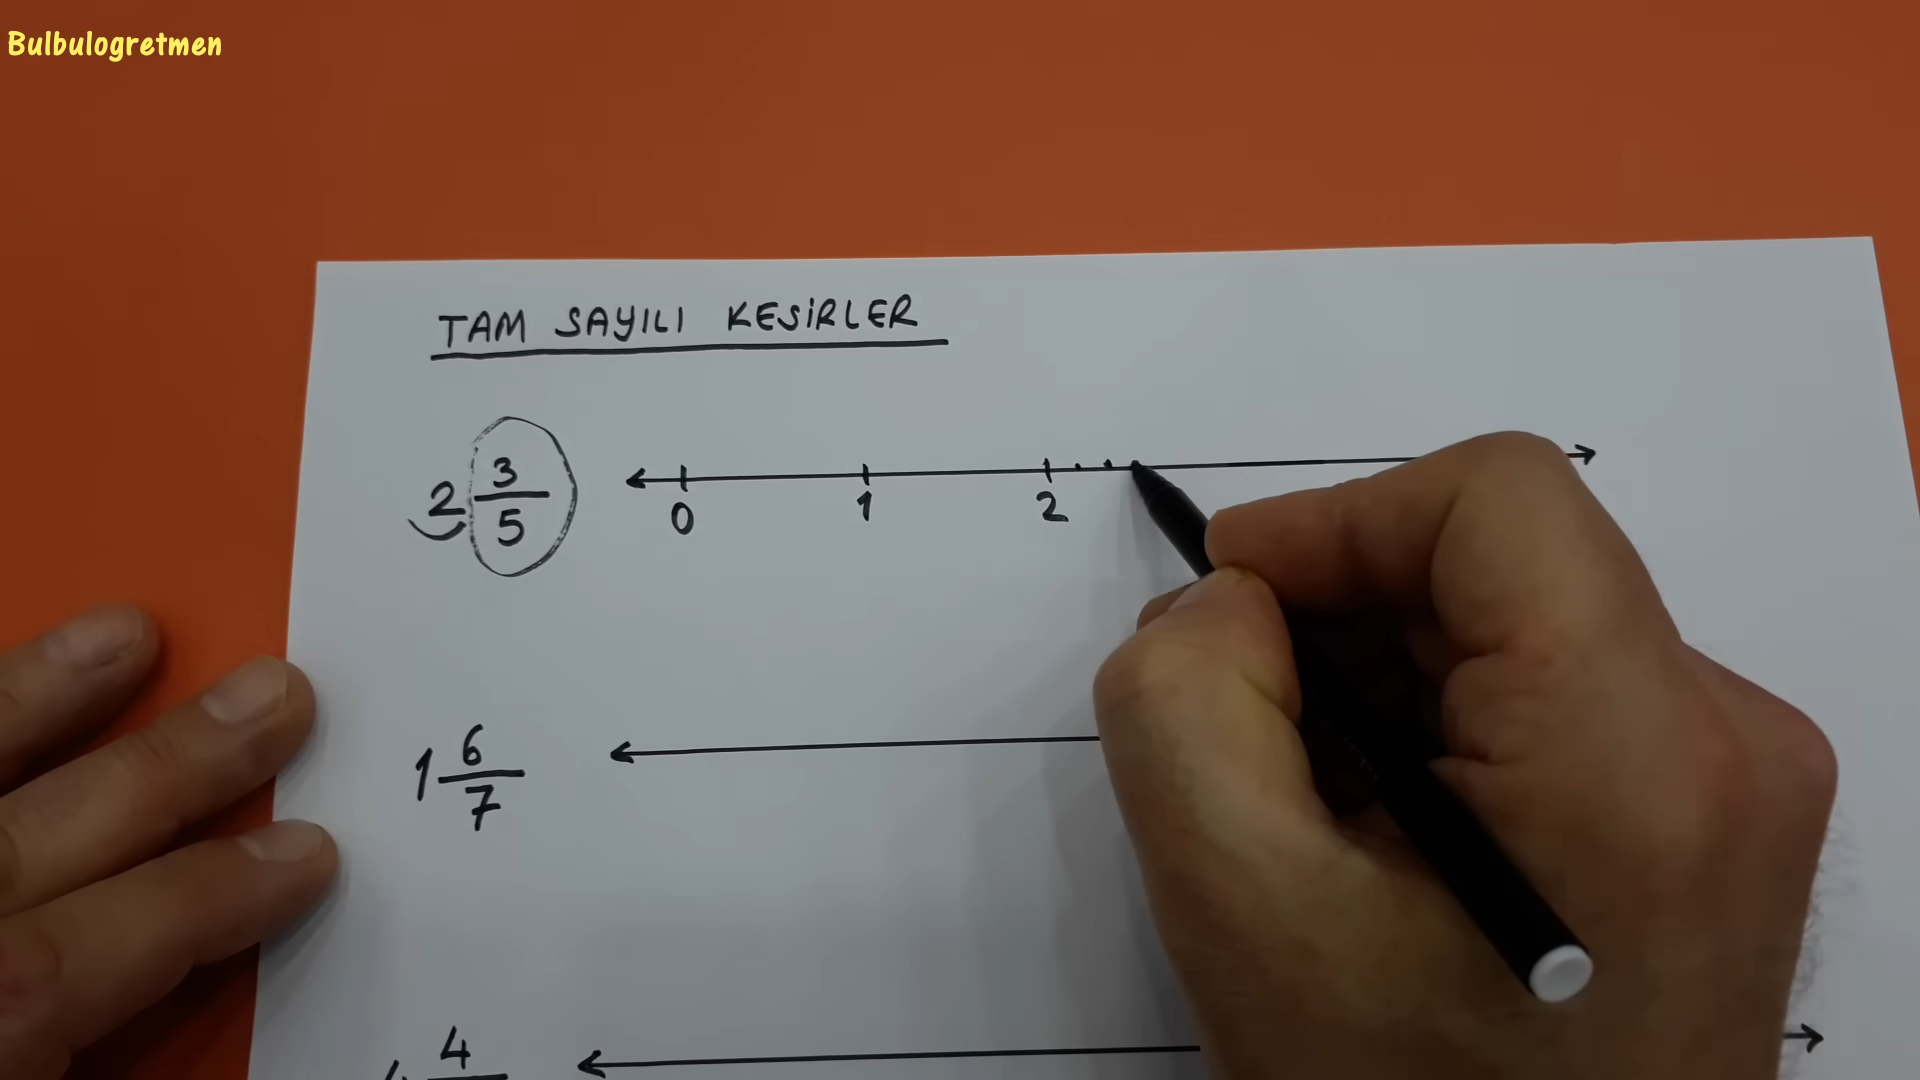 Bulbulogretmen
TAM SAYILI KESİRLER
2 3/5
0 1 2
1 6/7
4